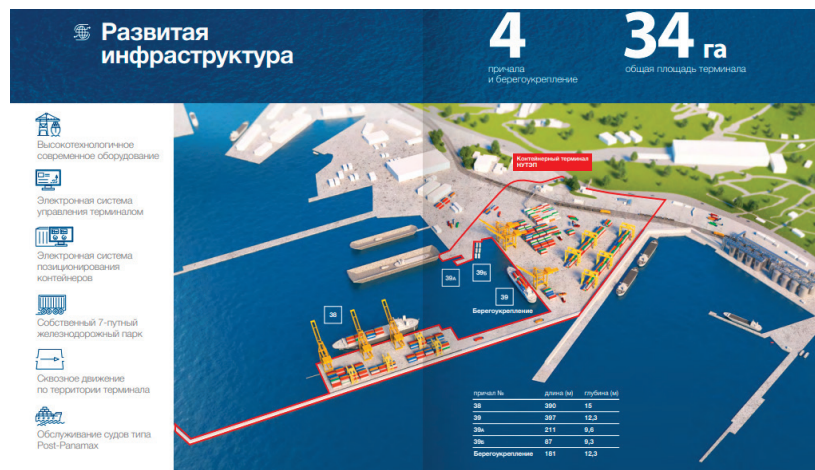 Развитая
инфраструктура
4
причала
и берегоукрепление
34 га
общая площадь терминала
Высокотехнологичное
современное оборудование
Электронная система
управления терминалом
Электронная система
позиционирования
контейнеров
Собственный 7-путный
железнодорожный парк
Сквозное движение
по территории терминала
Обслуживание судов типа
Post-Panamax
Контейнерный терминал
НУТЭП
39А
39Б
39
Берегоукрепление
38
причал № длина (м) глубина (м)
38 390 15
39 397 12,3
39А 211 9,6
39Б 87 9,3
Берегоукрепление 181 12,3